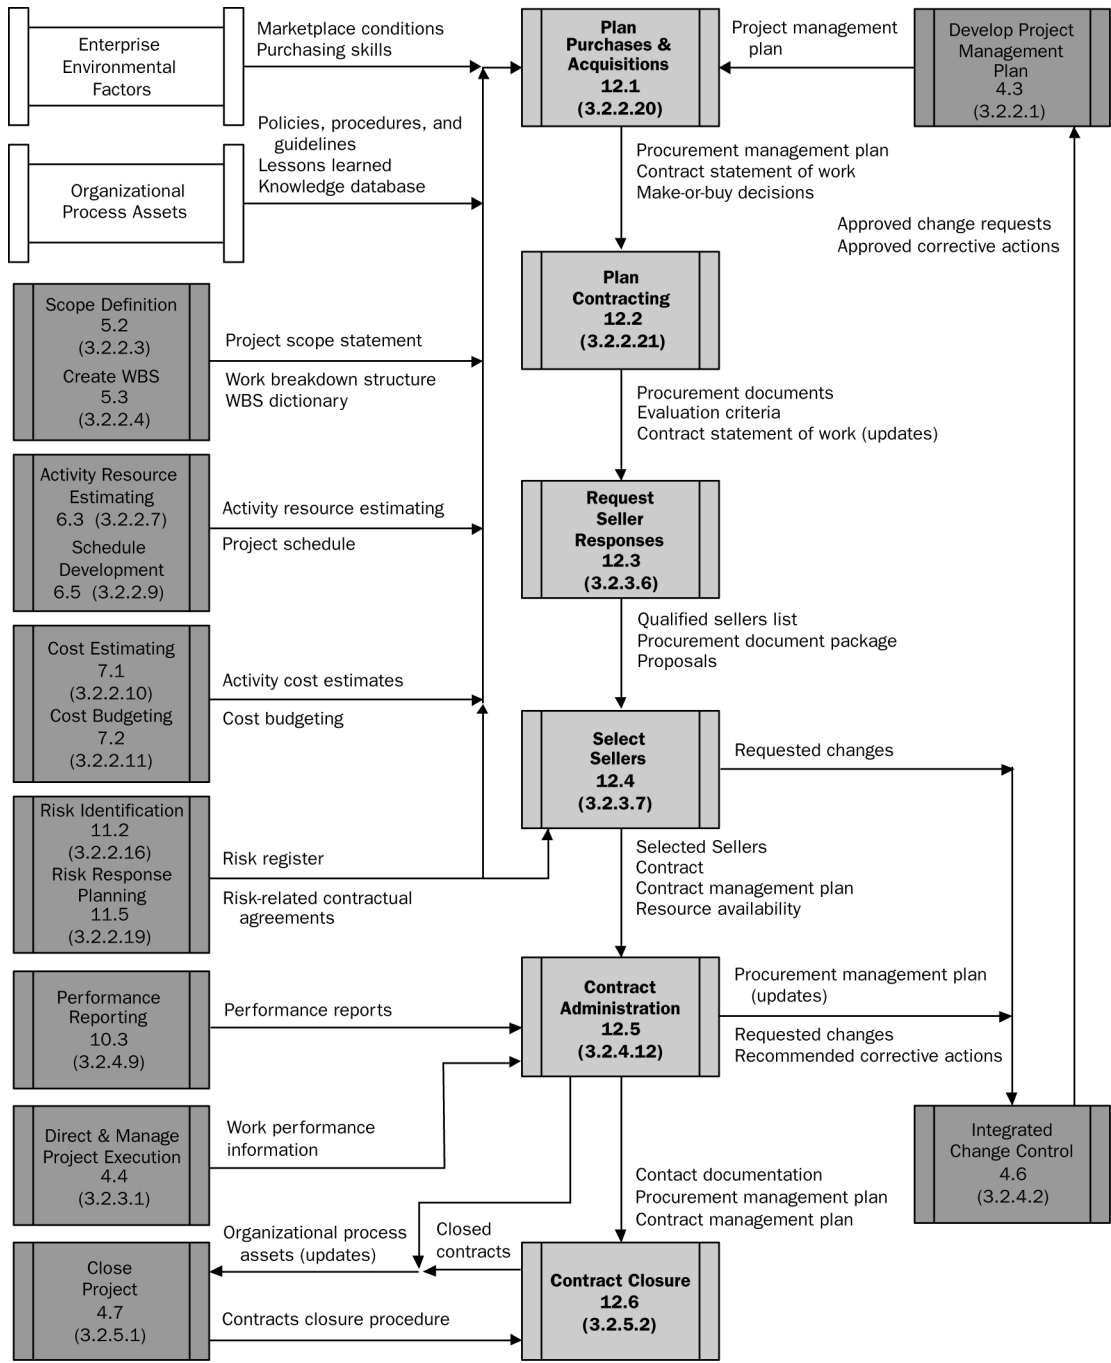 Enterprise
Environmental
Factors
Marketplace conditions
Purchasing skills
Plan
Purchases &
Acquisitions
12.1
(3.2.2.20)
Project management
plan
Develop Project
Management
Plan
4.3
(3.2.2.1)
Organizational
Process Assets
Policies, procedures, and
guidelines
Lessons learned
Knowledge database
Procurement management plan
Contract statement of work
Make-or-buy decisions
Approved change requests
Approved corrective actions
Plan
Contracting
12.2
(3.2.2.21)
Scope Definition
5.2
(3.2.2.3)
Create WBS
5.3
(3.2.2.4)
Project scope statement
Work breakdown structure
WBS dictionary
Procurement documents
Evaluation criteria
Contract statement of work (updates)
Activity Resource
Estimating
6.3 (3.2.2.7)
Schedule
Development
6.5 (3.2.2.9)
Activity resource estimating
Project schedule
Request
Seller
Responses
12.3
(3.2.3.6)
Qualified sellers list
Procurement document package
Proposals
Cost Estimating
7.1
(3.2.2.10)
Cost Budgeting
7.2
(3.2.2.11)
Activity cost estimates
Cost budgeting
Select
Sellers
12.4
(3.2.3.7)
Requested changes
Risk Identification
11.2
(3.2.2.16)
Risk Response
Planning
11.5
(3.2.2.19)
Risk register
Risk-related contractual
agreements
Selected Sellers
Contract
Contract management plan
Resource availability
Performance
Reporting
10.3
(3.2.4.9)
Performance reports
Contract
Administration
12.5
(3.2.4.12)
Procurement management plan
(updates)
Requested changes
Recommended corrective actions
Direct & Manage
Project Execution
4.4
(3.2.3.1)
Work performance
information
Integrated
Change Control
4.6
(3.2.4.2)
Contact documentation
Procurement management plan
Contract management plan
Close
Project
4.7
(3.2.5.1)
Organizational process
assets (updates)
Closed
contracts
Contracts closure procedure
Contract Closure
12.6
(3.2.5.2)